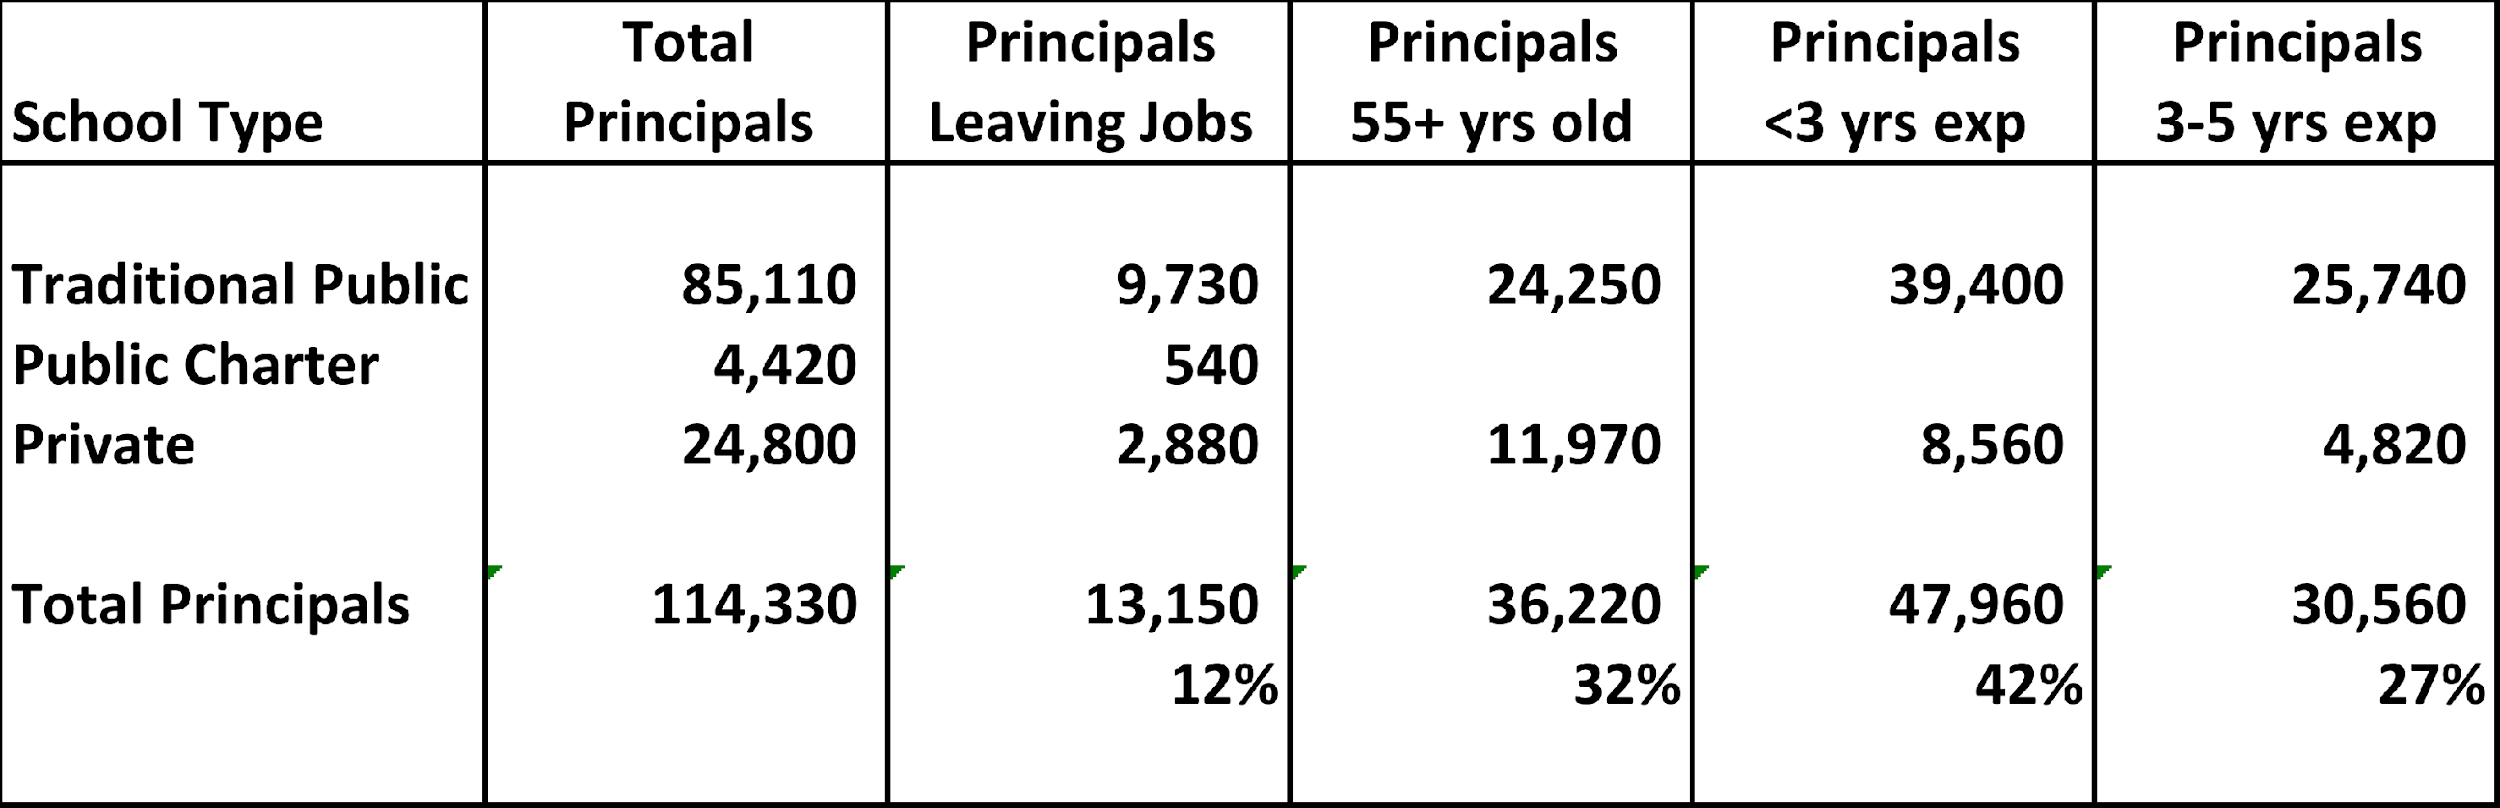 Total Principals Principals Principals Principals
School Type Principals Leaving Jobs 55+ yrs old <3 yrs exp 3-5 yrs exp
Traditional Public 85,110 9,730 24,250 39,400 25,740
Public Charter 4,420 540
Private 24,800 2,880 11,970 8,560 4,820
Total Principals 114,330 13,150 36,220 47,960 30,560
12% 32% 42% 27%